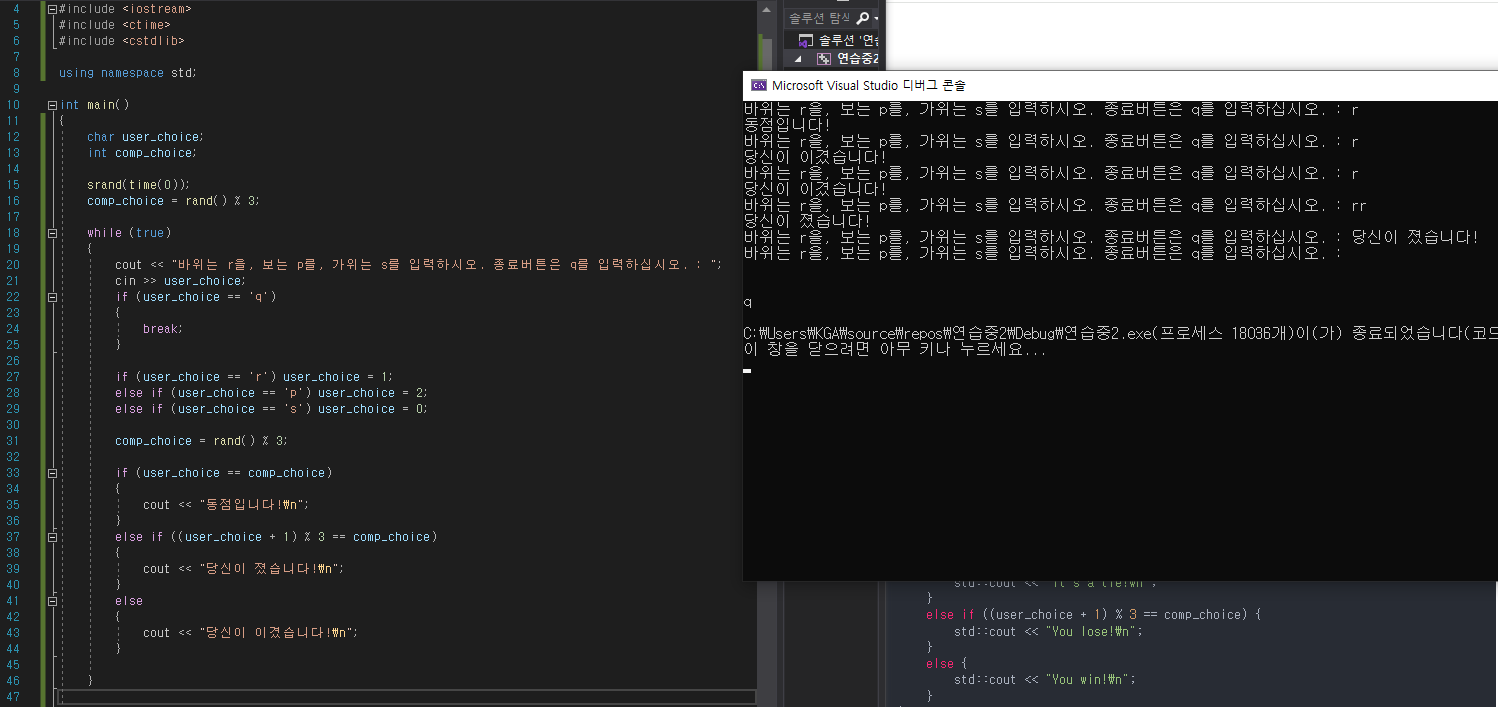 4 #include <iostream>
5 #include <ctime>
6 #include <cstdlib>
7
8 using namespace std;
9
10 int main()
11 {
12 char user_choice;
13 int comp_choice;
14
15 srand(time(0));
16 comp_choice = rand() % 3;
17
18 while (true)
19 {
20 cout << "바위는 r을, 보는 p를, 가위는 s를 입력하시오. 종료버튼은 q를 입력하십시오. : ";
21 cin >> user_choice;
22 if (user_choice == 'q')
23 {
24 break;
25 }
26
27 if (user_choice == 'r') user_choice = 1;
28 else if (user_choice == 'p') user_choice = 2;
29 else if (user_choice == 's') user_choice = 0;
30
31 comp_choice = rand() % 3;
32
33 if (user_choice == comp_choice)
34 {
35 cout << "동점입니다!₩n";
36 }
37 else if ((user_choice + 1) % 3 == comp_choice)
38 {
39 cout << "당신이 졌습니다!₩n";
40 }
41 else
42 {
43 cout << "당신이 이겼습니다!₩n";
44 }
45
46 }
47
솔루션 탐색
솔루션 '연습
연습중2
Microsoft Visual Studio 디버그 콘솔
바위는 r을, 보는 p를, 가위는 s를 입력하시오. 종료버튼은 q를 입력하십시오. : r
동점입니다!
바위는 r을, 보는 p를, 가위는 s를 입력하시오. 종료버튼은 q를 입력하십시오. : r
당신이 이겼습니다!
바위는 r을, 보는 p를, 가위는 s를 입력하시오. 종료버튼은 q를 입력하십시오. : r
당신이 이겼습니다!
바위는 r을, 보는 p를, 가위는 s를 입력하시오. 종료버튼은 q를 입력하십시오. : rr
당신이 졌습니다!
바위는 r을, 보는 p를, 가위는 s를 입력하시오. 종료버튼은 q를 입력하십시오. : 당신이 졌습니다!
바위는 r을, 보는 p를, 가위는 s를 입력하시오. 종료버튼은 q를 입력하십시오. :
q
C:₩Users₩KGA₩source₩repos₩연습중2₩Debug₩연습중2.exe(프로세스 18036개)이(가) 종료되었습니다(코드
이 창을 닫으려면 아무 키나 누르세요...
std::cout << "It's a tie!₩n";
}
else if ((user_choice + 1) % 3 == comp_choice) {
std::cout << "You lose!₩n";
}
else {
std::cout << "You win!₩n";
}